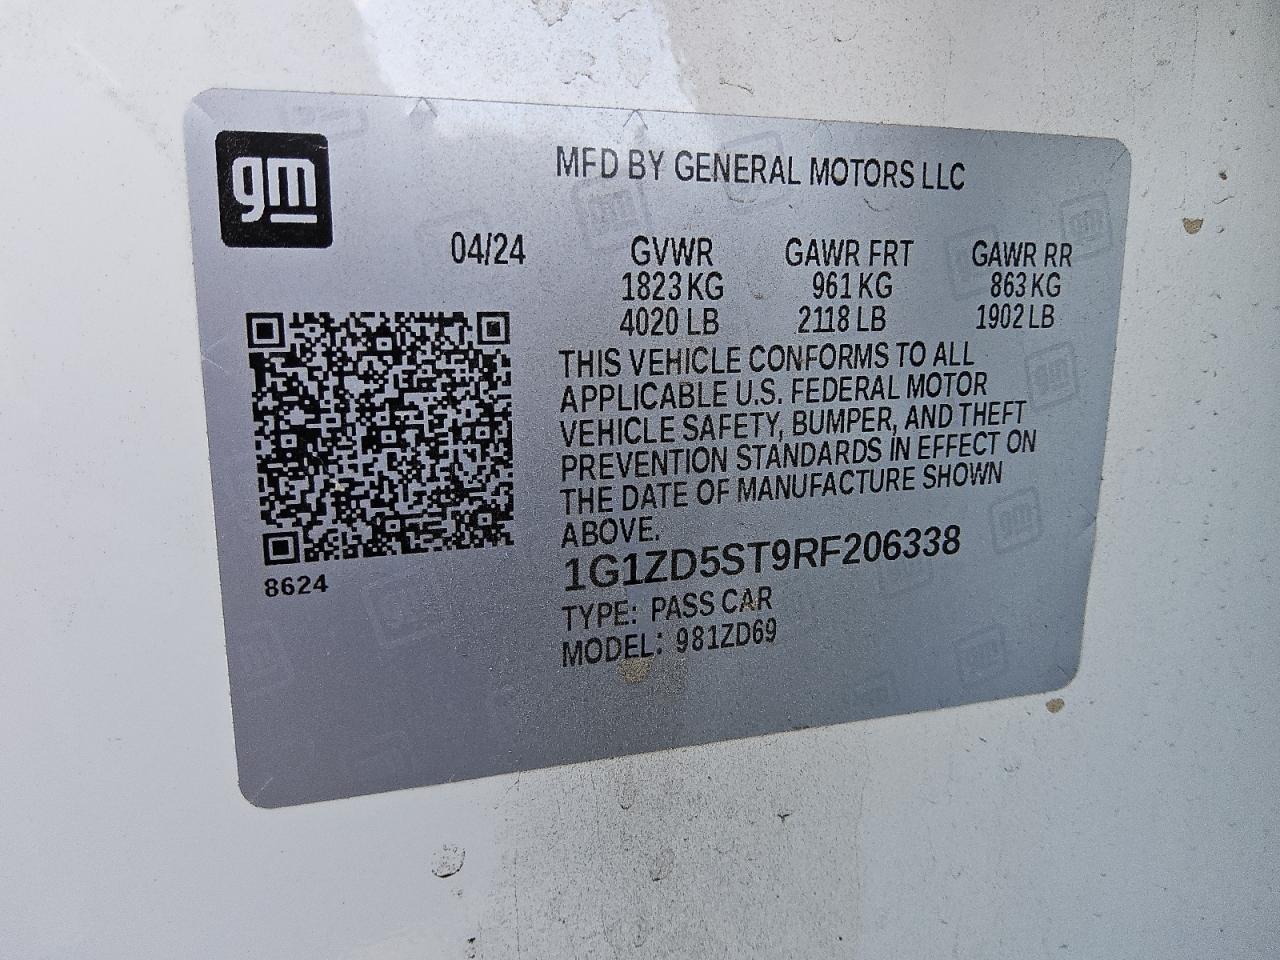 gm
MFD BY GENERAL MOTORS LLC
04/24 GVWR GAWR FRT GAWR RR
1823 KG 961 KG 863 KG
4020 LB 2118 LB 1902 LB
THIS VEHICLE CONFORMS TO ALL
APPLICABLE U.S. FEDERAL MOTOR
VEHICLE SAFETY, BUMPER, AND THEFT
PREVENTION STANDARDS IN EFFECT ON
THE DATE OF MANUFACTURE SHOWN
ABOVE.
1G1ZD5ST9RF206338
8624
TYPE: PASS CAR
MODEL: 981ZD69